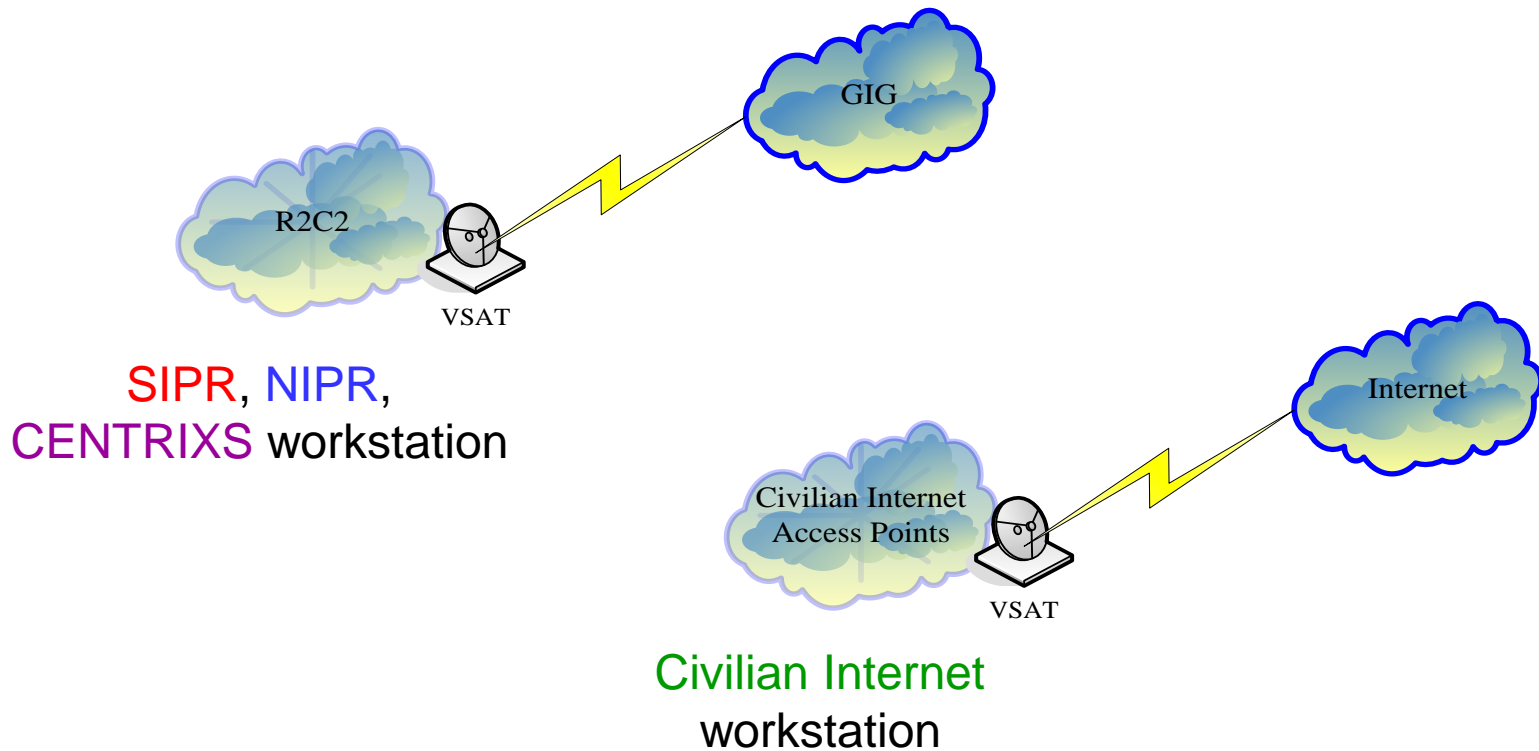 GIG
R2C2
VSAT
SIPR, NIPR,
CENTRIXS workstation
Internet
Civilian Internet
Access Points
VSAT
Civilian Internet
workstation